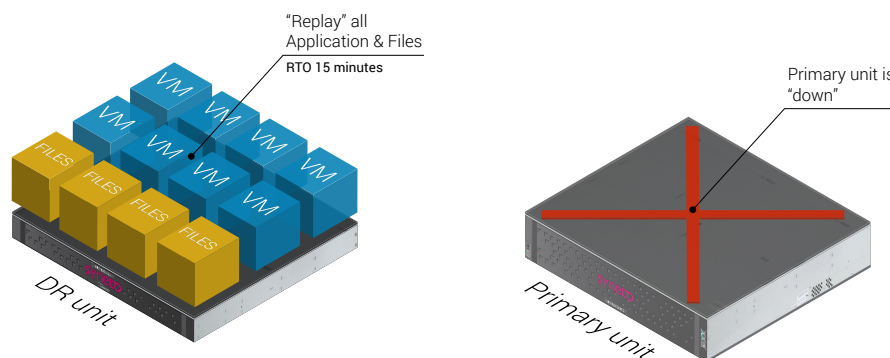 “Replay” all
Application & Files
RTO 15 minutes
Primary unit is
“down”
VM
VM
VM
VM
VM
VM
VM
VM
FILES
FILES
FILES
FILES
DR unit
Primary unit